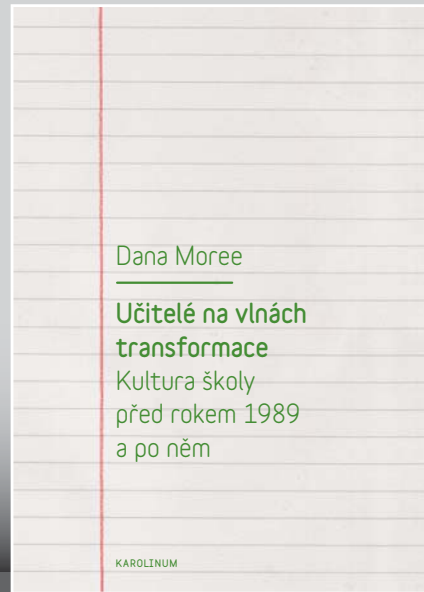 Dana Moree
Učitelé na vlnách
transformace
Kultura školy
před rokem 1989
a po něm
KAROLINUM